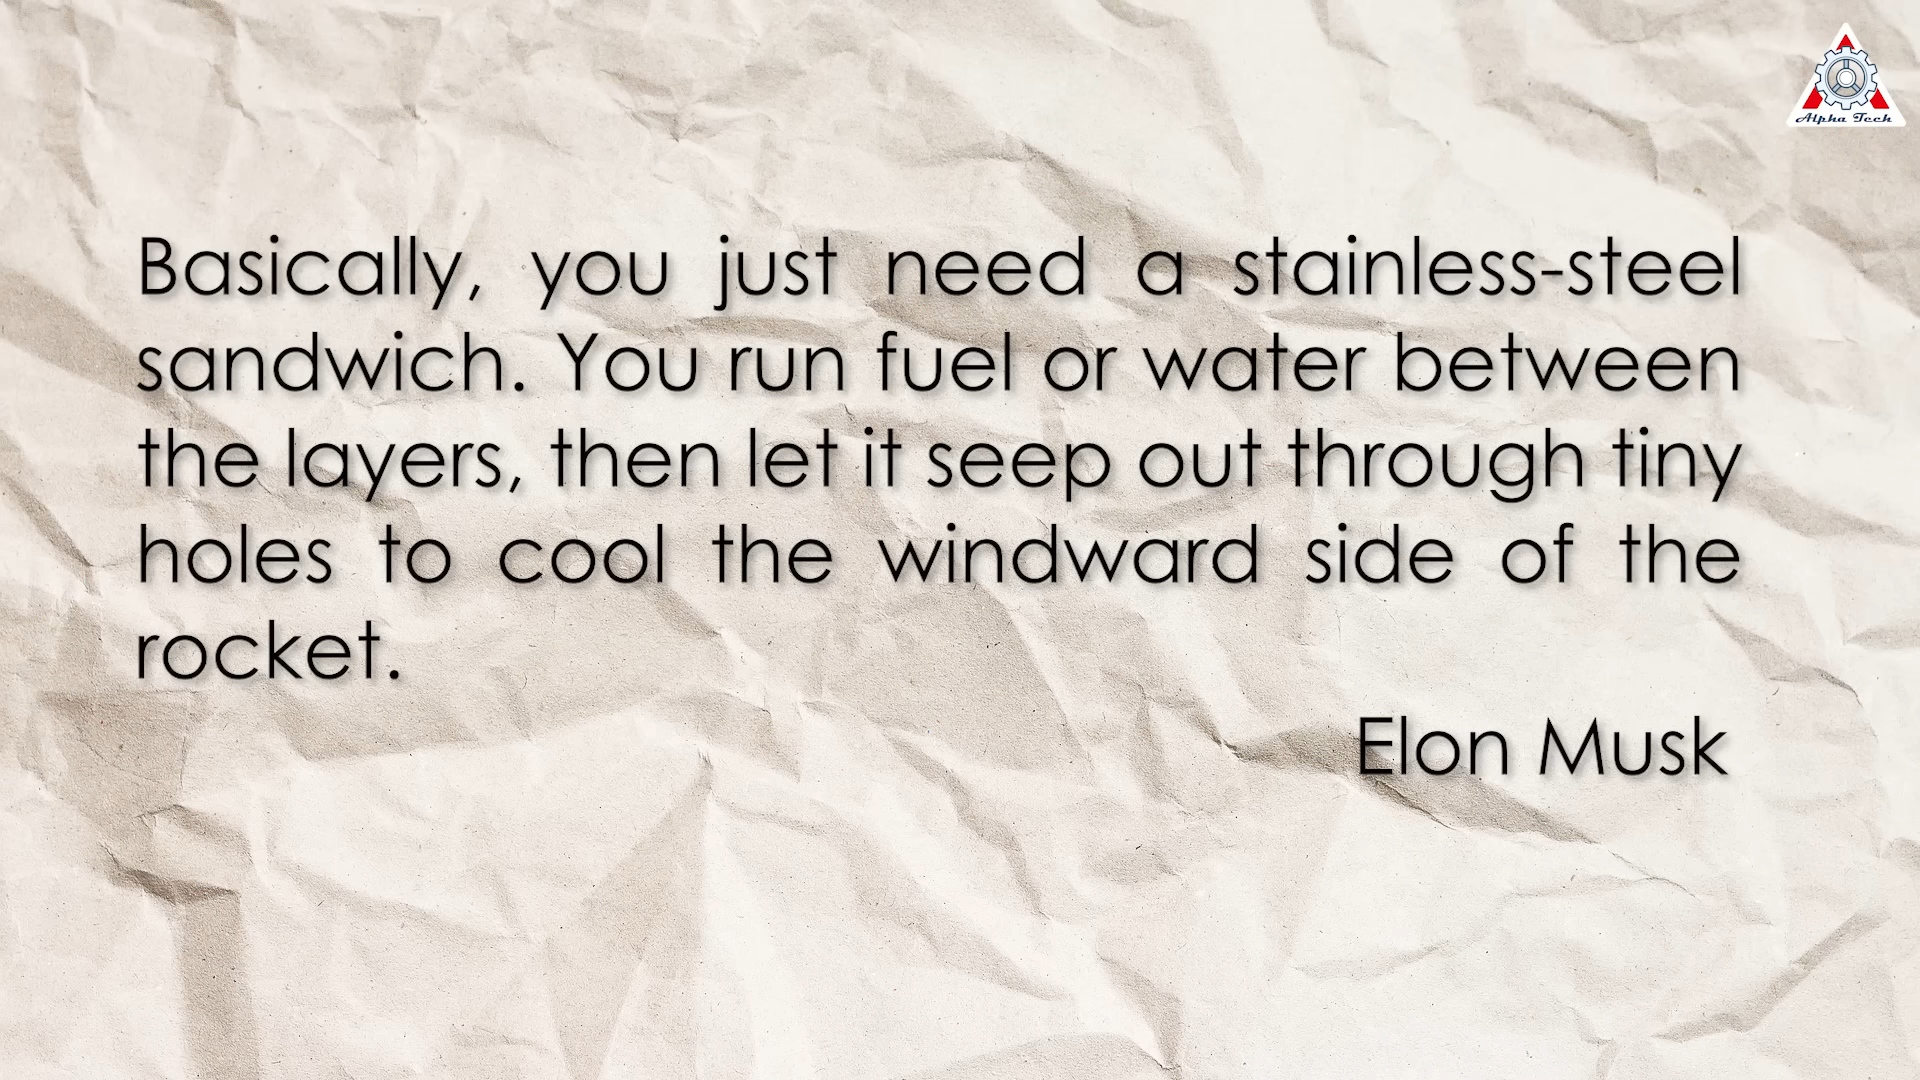 Alpha Tech
Basically, you just need a stainless-steel
sandwich. You run fuel or water between
the layers, then let it seep out through tiny
holes to cool the windward side of the
rocket.
Elon Musk